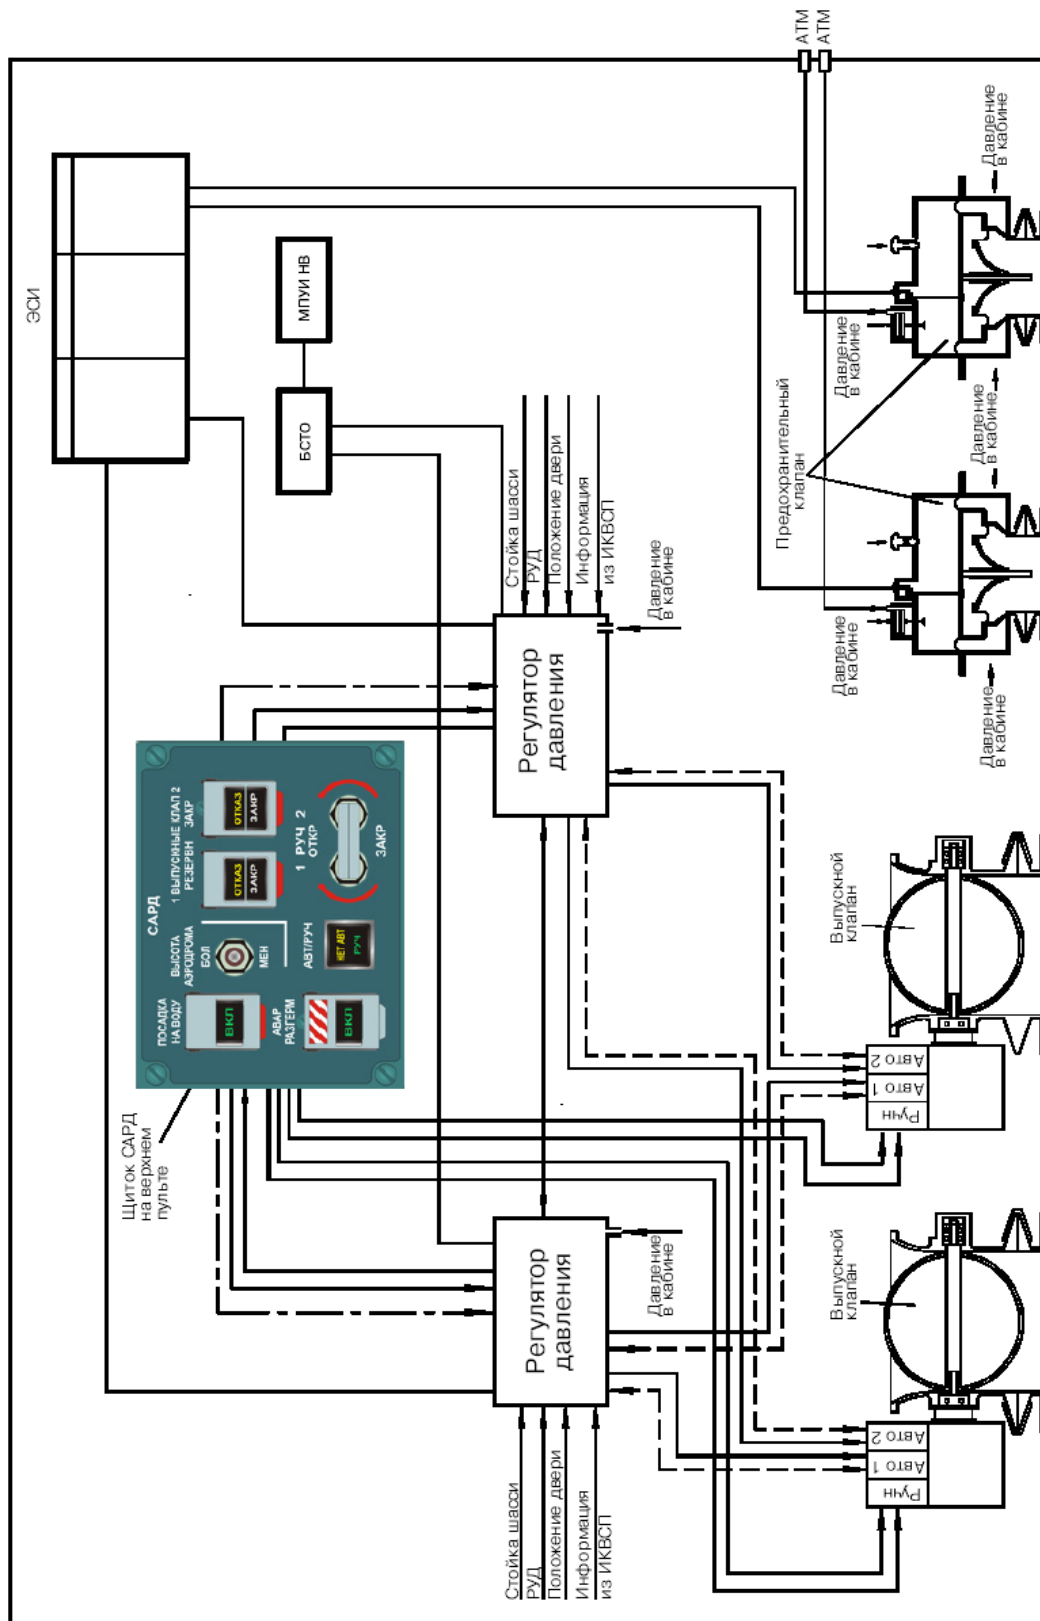 ЭСИ
АТМ
АТМ
МПУИ НВ
БСТО
Щиток САРД
на верхнем
пульте
САРД
ПОСАДКА
НА ВОДУ
ВКЛ
ВЫСОТА
АЭРОДРОМА
БОЛ
МЕН
1 ВЫПУСКНЫЕ КЛАП 2
РЕЗЕРВН
ЗАКР
ОТКАЗ
ЗАКР
ОТКАЗ
ЗАКР
АВАР
РАЗГЕРМ
ВКЛ
АВТ/РУЧ
НЕТ АВТ
РУЧ
1 РУЧ 2
ОТКР
ЗАКР
Стойка шасси
РУД
Положение двери
Информация
из ИКВСП
Регулятор
давления
Давление
в кабине
Регулятор
давления
Стойка шасси
РУД
Положение двери
Информация
из ИКВСП
Давление
в кабине
Предохранительный
клапан
Давление
в кабине
Давление
в кабине
Давление
в кабине
Давление
в кабине
Давление
в кабине
Давление
в кабине
Выпускной
клапан
Ручн
Авто 1
Авто 2
Выпускной
клапан
Ручн
Авто 1
Авто 2